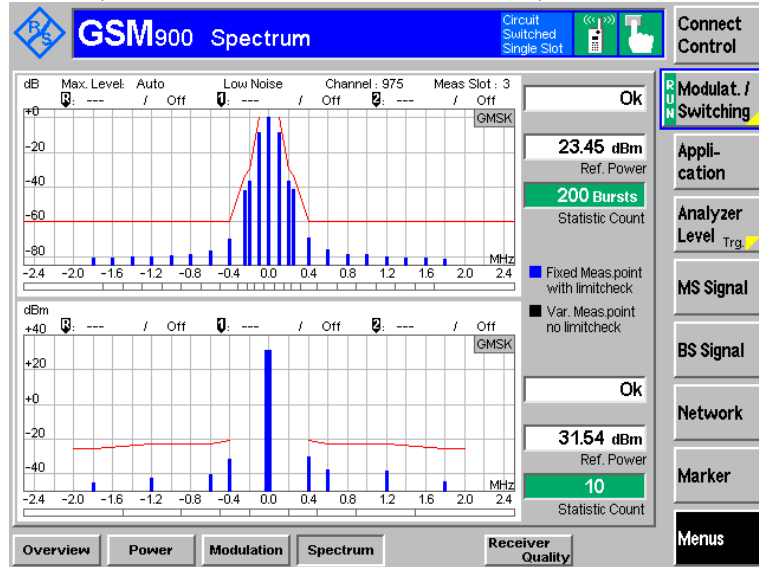 R&S
GSM900 Spectrum
Circuit
Switched
Single Slot
Connect
Control
dB Max. Level: Auto Low Noise Channel : 975 Meas Slot : 3
R: --- / Off 1: --- / Off 2: --- / Off
GMSK
+0
-20
-40
-60
-80
MHz
-2.4 -2.0 -1.6 -1.2 -0.8 -0.4 0.0 0.4 0.8 1.2 1.6 2.0 2.4
Ok
23.45 dBm
Ref. Power
200 Bursts
Statistic Count
Fixed Meas.point
with limitcheck
Var. Meas.point
no limitcheck
dBm
R: --- / Off 1: --- / Off 2: --- / Off
GMSK
+40
+20
+0
-20
-40
MHz
-2.4 -2.0 -1.6 -1.2 -0.8 -0.4 0.0 0.4 0.8 1.2 1.6 2.0 2.4
Ok
31.54 dBm
Ref. Power
10
Statistic Count
RUN
Modulat. /
Switching
Appli-
cation
Analyzer
Level Trg.
MS Signal
BS Signal
Network
Marker
Menus
Overview
Power
Modulation
Spectrum
Receiver
Quality